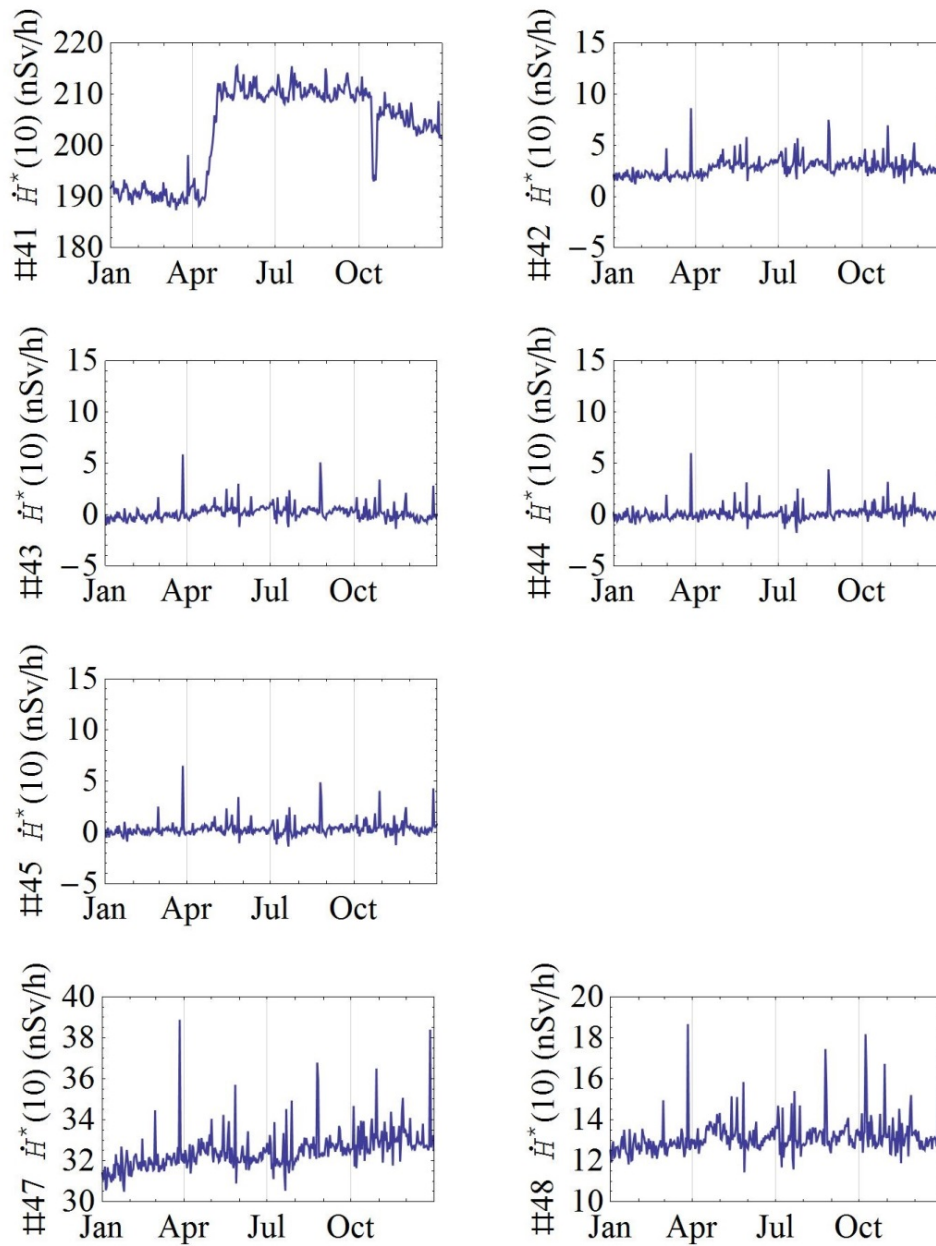 #41 Ḣ*(10) (nSv/h)
220
210
200
190
180
Jan Apr Jul Oct
#42 Ḣ*(10) (nSv/h)
15
10
5
0
−5
Jan Apr Jul Oct
#43 Ḣ*(10) (nSv/h)
15
10
5
0
−5
Jan Apr Jul Oct
#44 Ḣ*(10) (nSv/h)
15
10
5
0
−5
Jan Apr Jul Oct
#45 Ḣ*(10) (nSv/h)
15
10
5
0
−5
Jan Apr Jul Oct
#47 Ḣ*(10) (nSv/h)
40
38
36
34
32
30
Jan Apr Jul Oct
#48 Ḣ*(10) (nSv/h)
20
18
16
14
12
10
Jan Apr Jul Oct